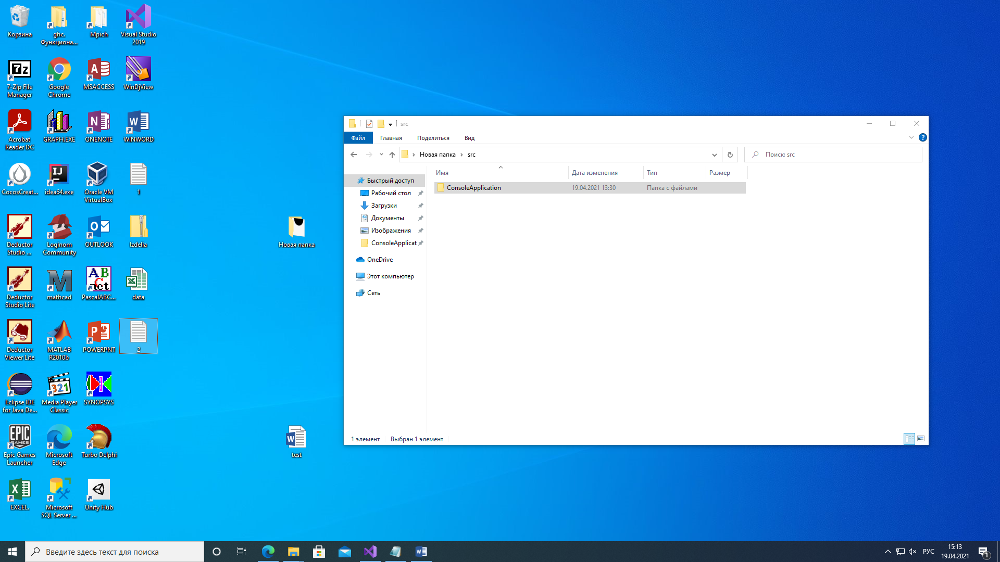 Корзина
ghc.
Функциона...
Mpich
Visual Studio
2019
7-Zip File
Manager
Google
Chrome
MSACCESS
WinDjView
Acrobat
Reader DC
GRAPH.EXE
ONENOTE
WINWORD
CocosCreat...
idea64.exe
Oracle VM
VirtualBox
1
Deductor
Studio ...
Loginom
Community
OUTLOOK
Izdelia
Deductor
Studio Lite
mathcad
PascalABC...
data
Deductor
Viewer Lite
MATLAB
R2010b
POWERPNT
2
Eclipse IDE
for Java De...
Media Player
Classic
SYNOPSYS
Epic Games
Launcher
Microsoft
Edge
Turbo Delphi
EXCEL.
Microsoft
SQL Server ...
Unity Hub
Новая папка
test
src
Файл
Главная
Поделиться
Вид
Новая папка
src
Поиск: src
Имя
Дата изменения
Тип
Размер
ConsoleApplication
19.04.2021 13:30
Папка с файлами
Быстрый доступ
Рабочий стол
Загрузки
Документы
Изображения
ConsoleApplicat
OneDrive
Этот компьютер
Сеть
1 элемент
Выбран 1 элемент
Введите здесь текст для поиска
РУС
15:13
19.04.2021
1